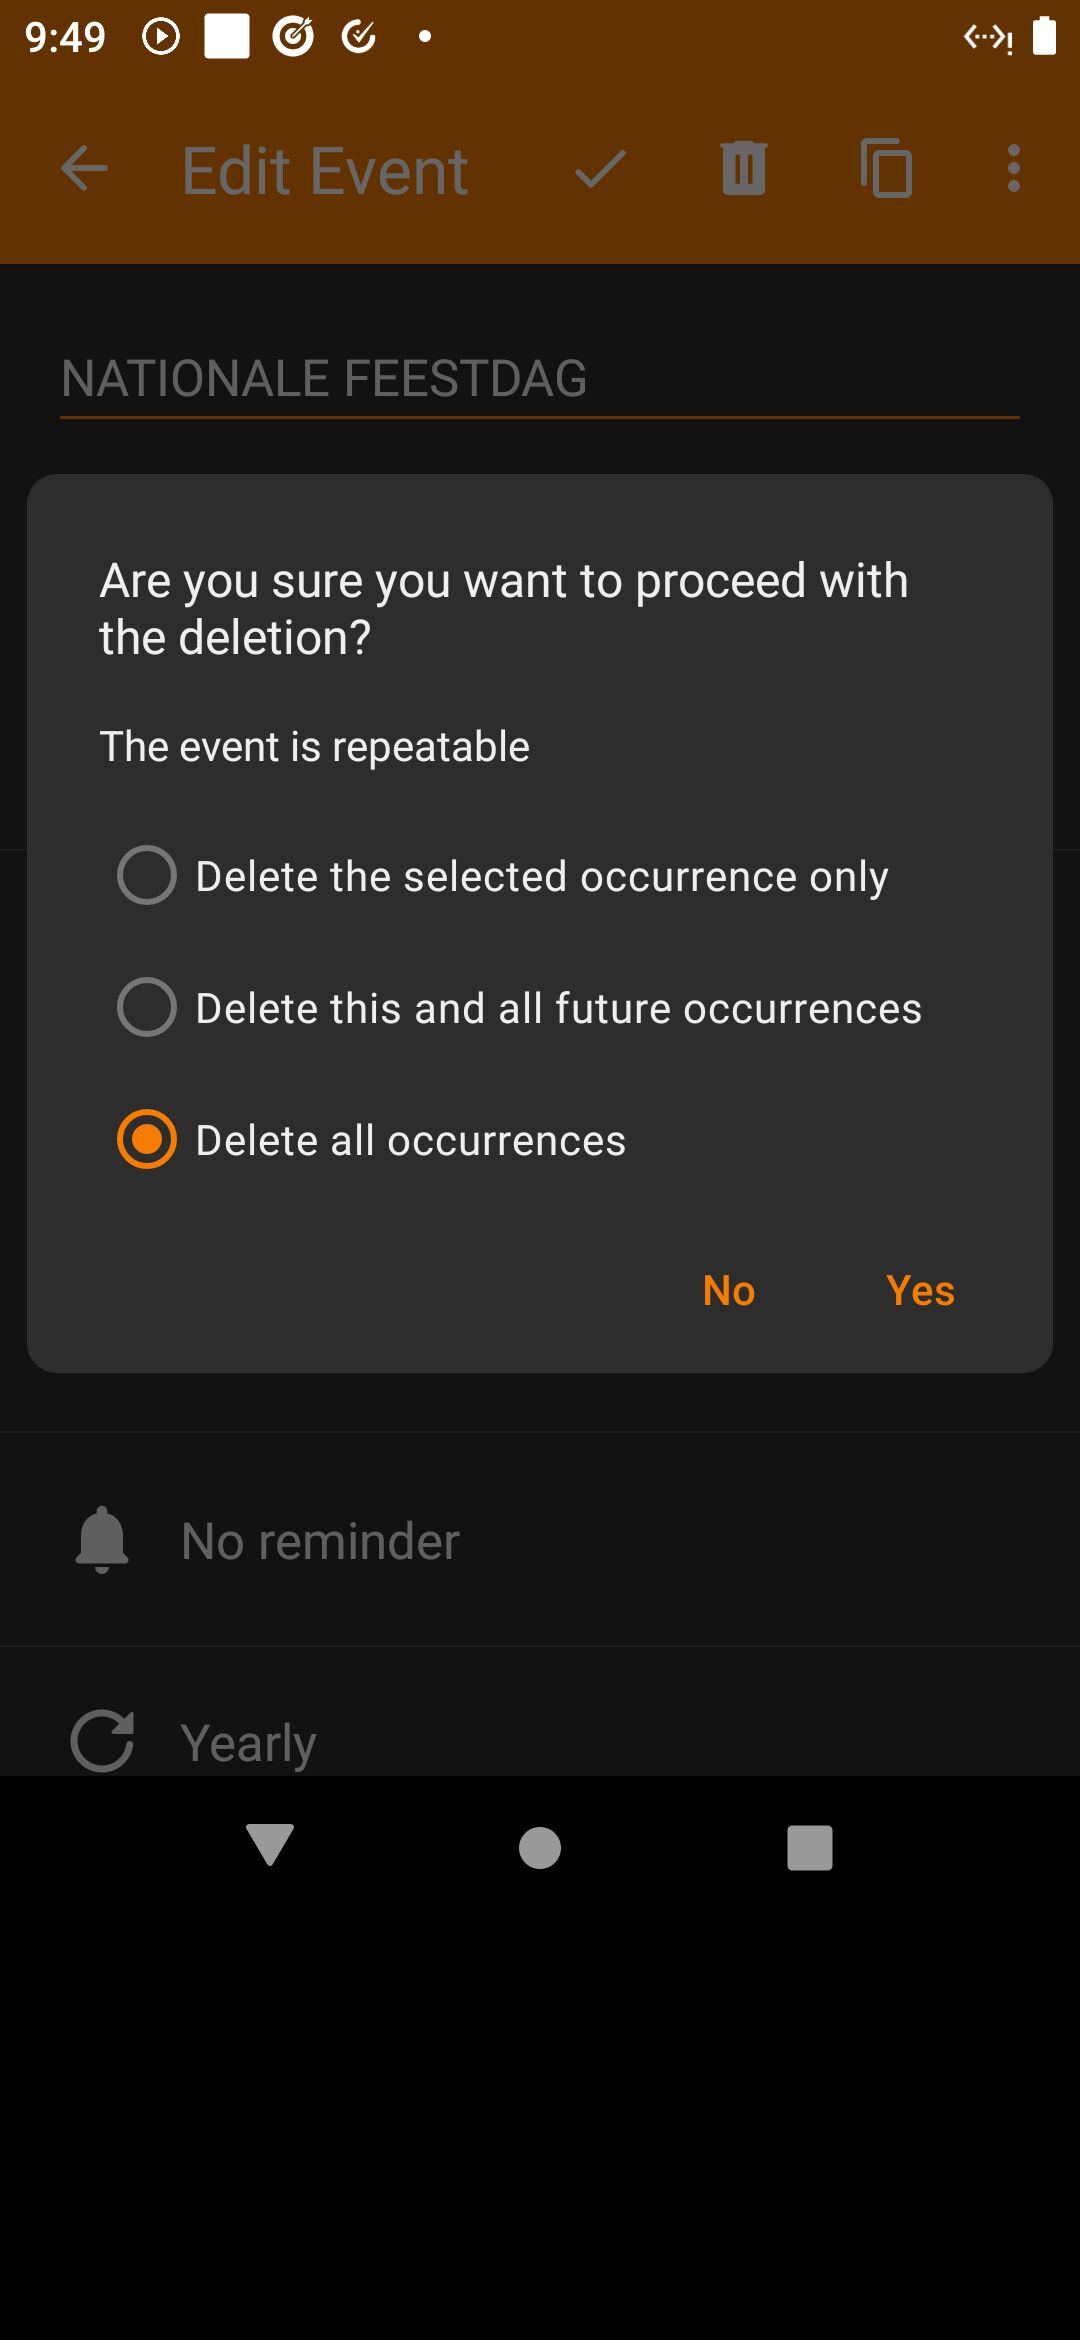 9:49
Edit Event
NATIONALE FEESTDAG
Are you sure you want to proceed with
the deletion?
The event is repeatable
Delete the selected occurrence only
Delete this and all future occurrences
Delete all occurrences
No
Yes
No reminder
Yearly